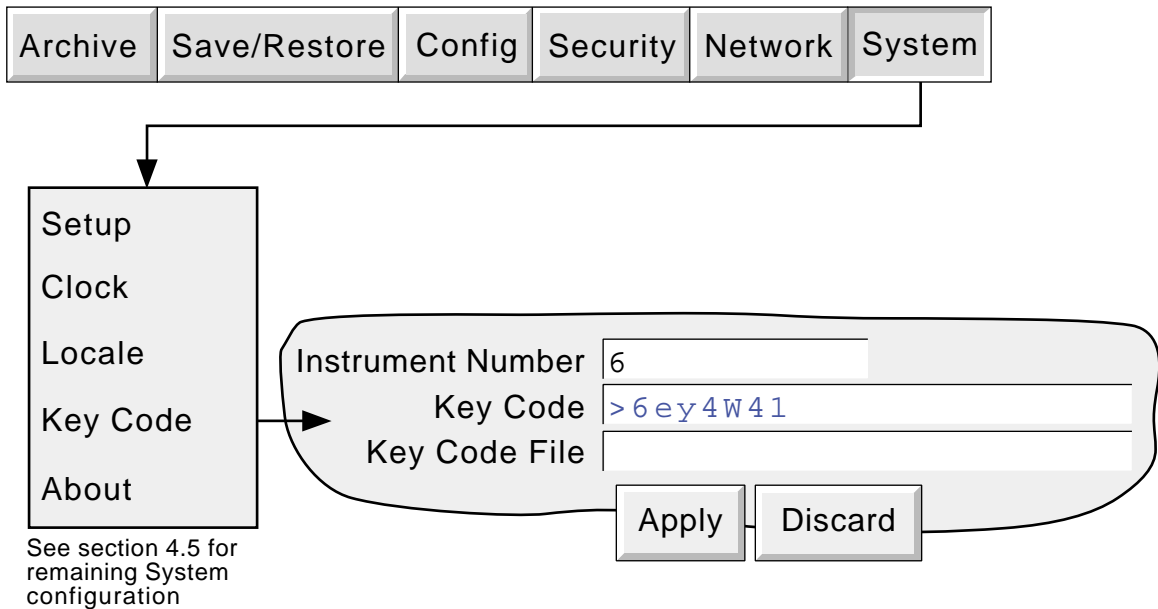 Archive Save/Restore Config Security Network System
Setup
Clock
Locale
Key Code
About
See section 4.5 for
remaining System
configuration
Instrument Number 6
Key Code >6ey4W41
Key Code File
Apply Discard